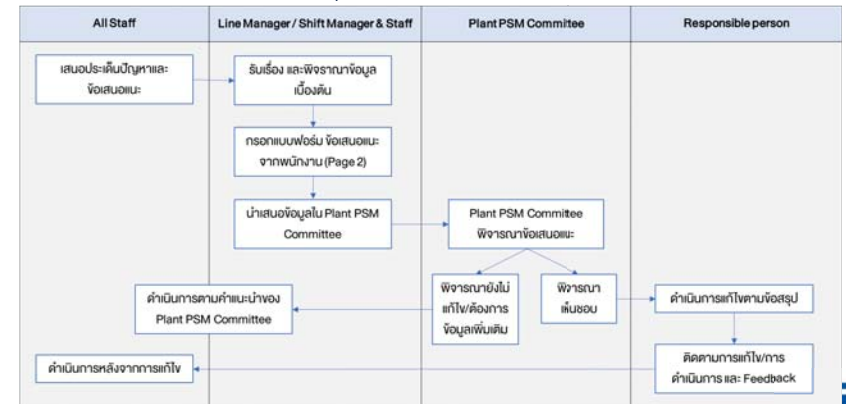 All Staff
Line Manager / Shift Manager & Staff
Plant PSM Committee
Responsible person
เสนอประเด็นปัญหาและ
ข้อเสนอแนะ
รับเรื่อง และพิจารณาข้อมูล
เบื้องต้น
กรอกแบบฟอร์ม ข้อเสนอแนะ
จากพนักงาน (Page 2)
นำเสนอข้อมูลใน Plant PSM
Committee
Plant PSM Committee
พิจารณาข้อเสนอแนะ
ดำเนินการตามคำแนะนำของ
Plant PSM Committee
พิจารณายังไม่
แก้ไข/ต้องการ
ข้อมูลเพิ่มเติม
พิจารณา
เห็นชอบ
ดำเนินการแก้ไขตามข้อสรุป
ดำเนินการหลังจากการแก้ไข
ติดตามการแก้ไข/การ
ดำเนินการ และ Feedback